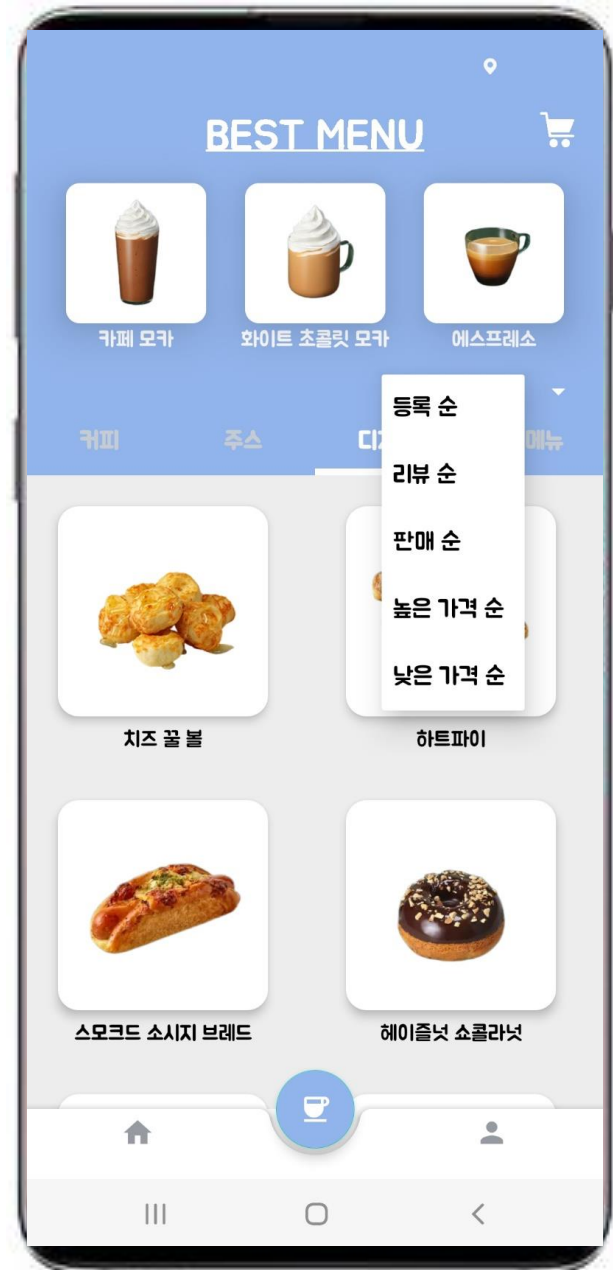 BEST MENU
카페 모카
화이트 초콜릿 모카
에스프레소
커피
주스
메뉴
등록 순
리뷰 순
판매 순
높은 가격 순
낮은 가격 순
치즈 꿀 볼
하트파이
스모크드 소시지 브레드
헤이즐넛 쇼콜라넛